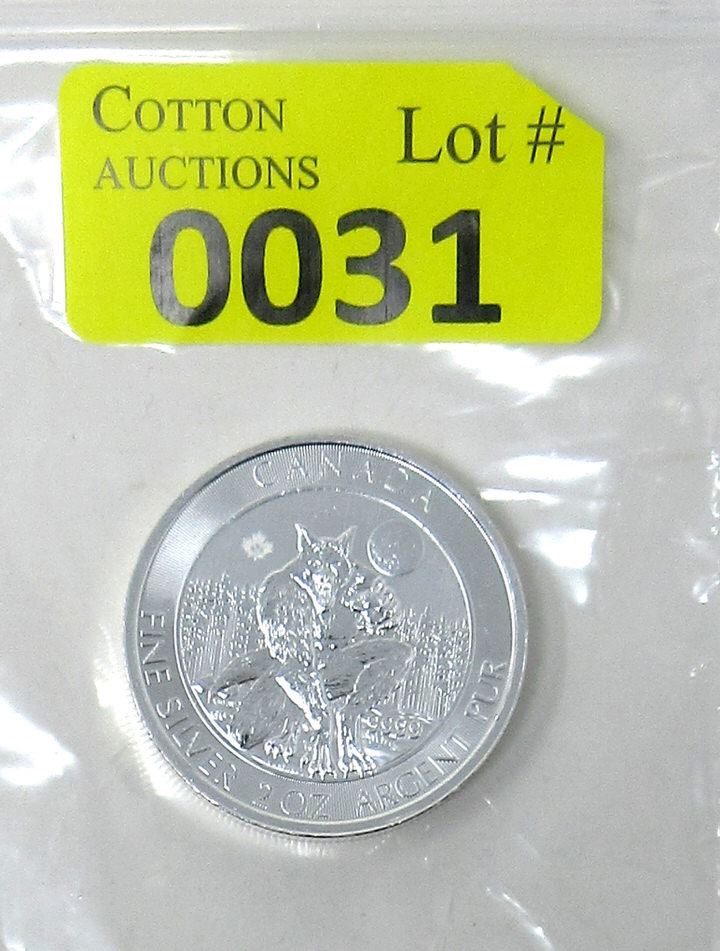 COTTON
AUCTIONS
Lot #
0031
CANADA
FINE SILVER 2 OZ ARGENT PUR